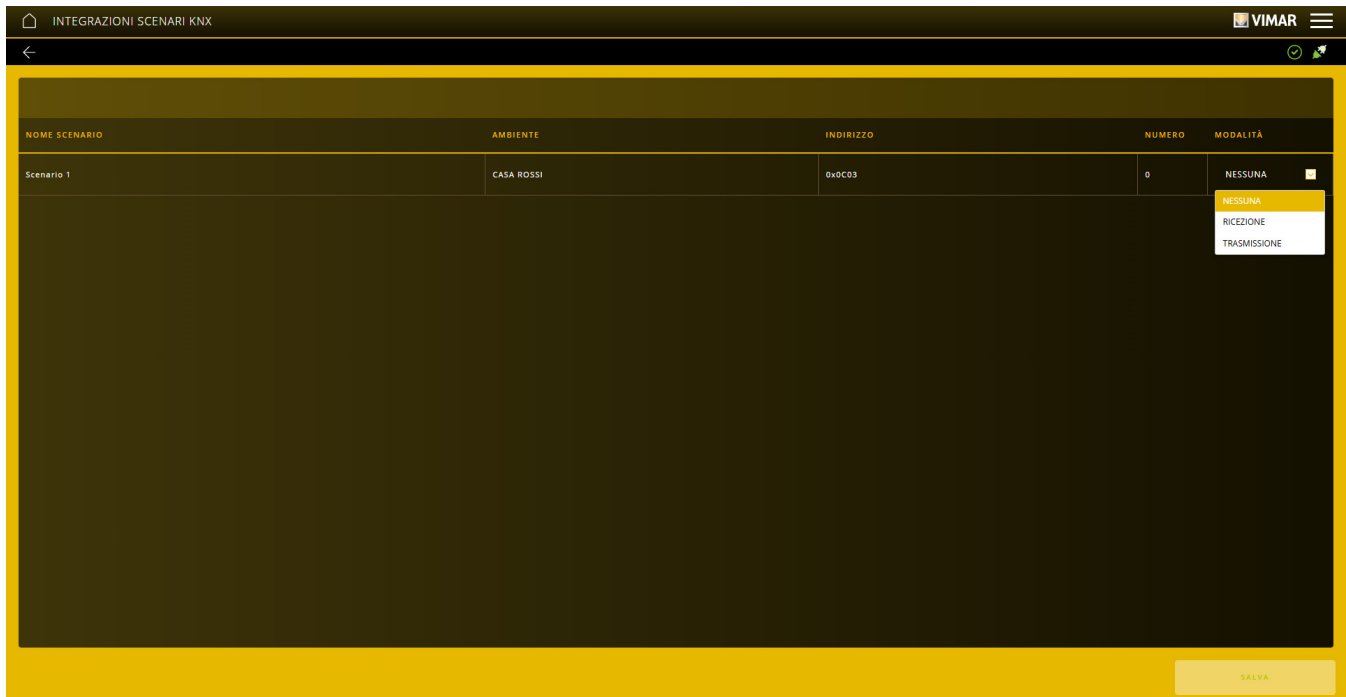 INTEGRAZIONI SCENARI KNX
VIMAR
NOME SCENARIO AMBIENTE INDIRIZZO NUMERO MODALITÀ
Scenario 1 CASA ROSSI 0x0C03 0 NESSUNA
NESSUNA
RICEZIONE
TRASMISSIONE
SALVA